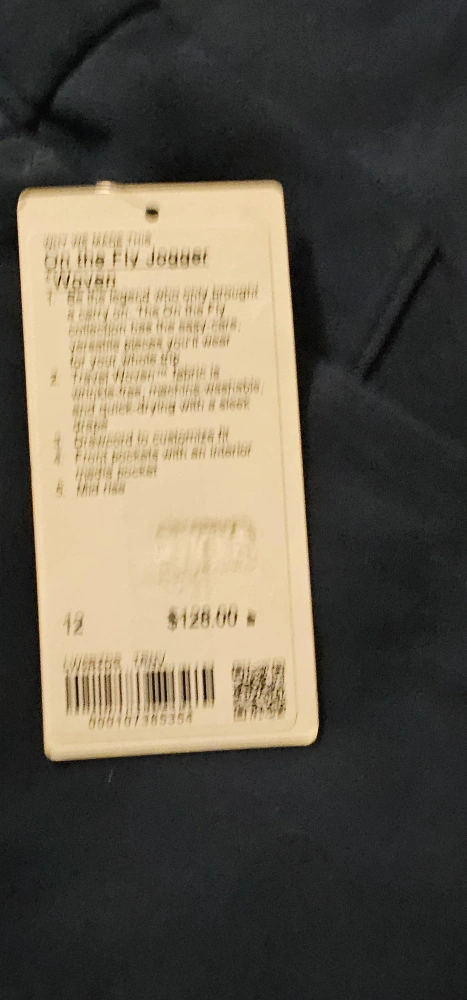 WHY WE MADE THIS
On the Fly Jogger
*Woven
1. Be the legend who only brought
a carry on. The On the Fly
collection has the easy care,
versatile pieces you'll wear
for your whole trip
2. Travel Woven™ fabric is
wrinkle-free, machine-washable,
and quick-drying with a sleek
drape
3. Drawcord to customize fit
4. Front pockets with an interior
media pocket
5. Mid rise
12
$128.00